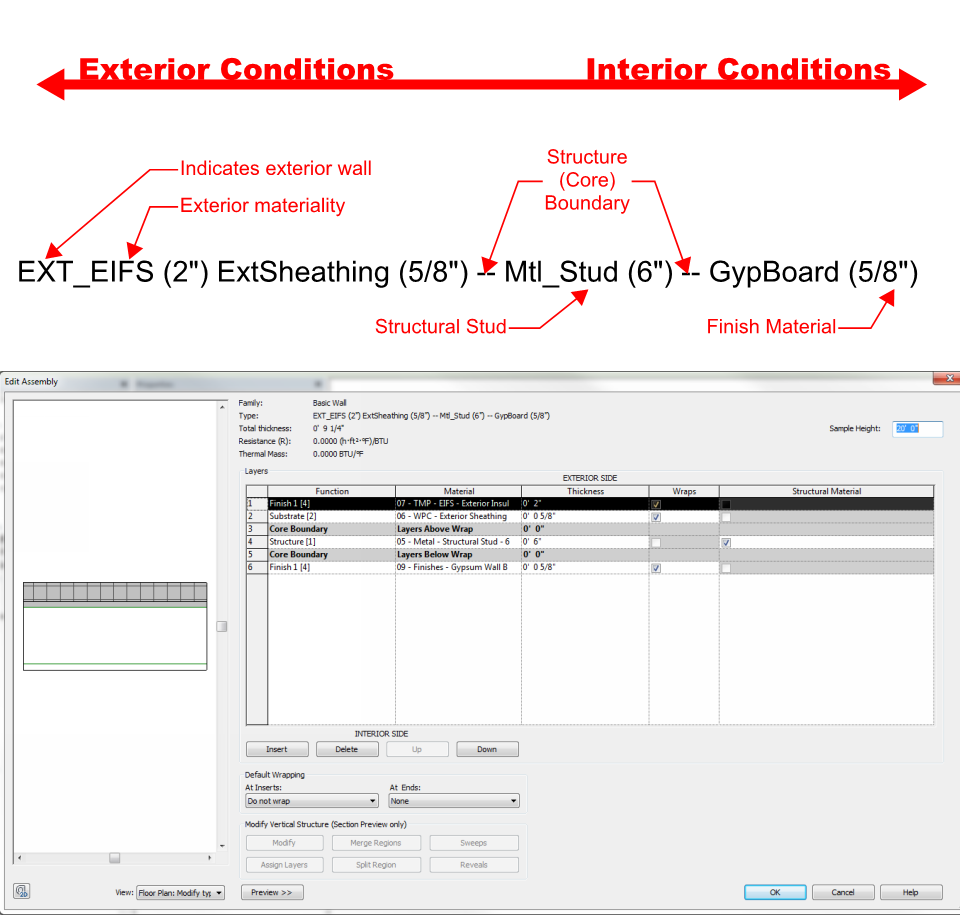 Exterior Conditions
Interior Conditions
Indicates exterior wall
Exterior materiality
Structure
(Core)
Boundary
EXT_EIFS (2") ExtSheathing (5/8") -- Mtl_Stud (6") -- GypBoard (5/8")
Structural Stud
Finish Material
Edit Assembly
Family: Basic Wall
Type: EXT_EIFS (2") ExtSheathing (5/8") -- Mtl_Stud (6") -- GypBoard (5/8")
Total thickness: 0' 9 1/4"
Sample Height: 20' 0"
Resistance (R): 0.0000 (h·ft²·°F)/BTU
Thermal Mass: 0.0000 BTU/°F
Layers
EXTERIOR SIDE
Function Material Thickness Wraps Structural Material
1 Finish 1 [4] 07 - TMP - EIFS - Exterior Insul 0' 2"
2 Substrate [2] 06 - WPC - Exterior Sheathing 0' 0 5/8"
3 Core Boundary Layers Above Wrap 0' 0"
4 Structure [1] 05 - Metal - Structural Stud - 6 0' 6"
5 Core Boundary Layers Below Wrap 0' 0"
6 Finish 1 [4] 09 - Finishes - Gypsum Wall B 0' 0 5/8"
INTERIOR SIDE
Insert Delete Up Down
Default Wrapping
At Inserts: At Ends:
Do not wrap None
Modify Vertical Structure (Section Preview only)
Modify Merge Regions Sweeps
Assign Layers Split Region Reveals
View: Floor Plan: Modify typ Preview >> OK Cancel Help